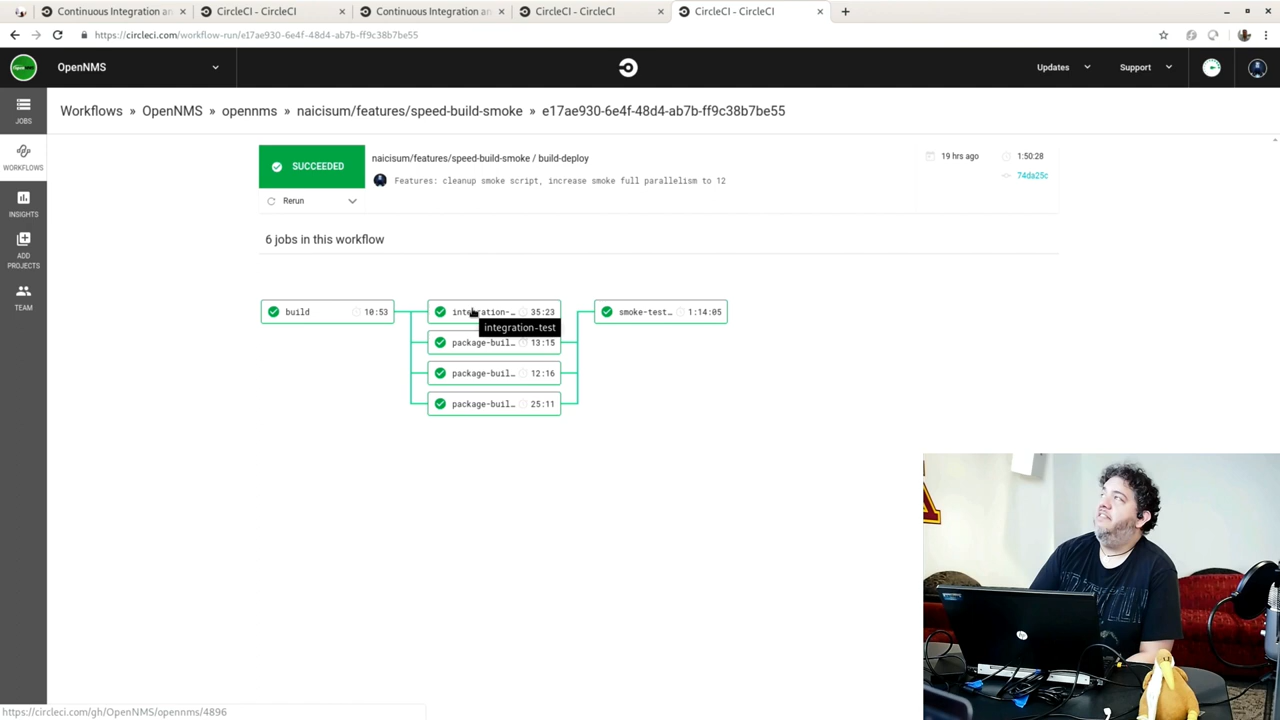 Continuous Integration an
CircleCI - CircleCI
Continuous Integration an
CircleCI - CircleCI
CircleCI - CircleCI
https://circleci.com/workflow-run/e17ae930-6e4f-48d4-ab7b-ff9c38b7be55
OpenNMS
Updates
Support
JOBS
WORKFLOWS
INSIGHTS
ADD
PROJECTS
TEAM
Workflows » OpenNMS » opennms » naicisum/features/speed-build-smoke » e17ae930-6e4f-48d4-ab7b-ff9c38b7be55
SUCCEEDED
naicisum/features/speed-build-smoke / build-deploy
Features: cleanup smoke script, increase smoke full parallelism to 12
19 hrs ago
1:50:28
74da25c
Rerun
6 jobs in this workflow
build 10:53
integration-… 35:23
smoke-test… 1:14:05
integration-test
package-buil… 13:15
package-buil… 12:16
package-buil… 25:11
hp
https://circleci.com/gh/OpenNMS/opennms/4896